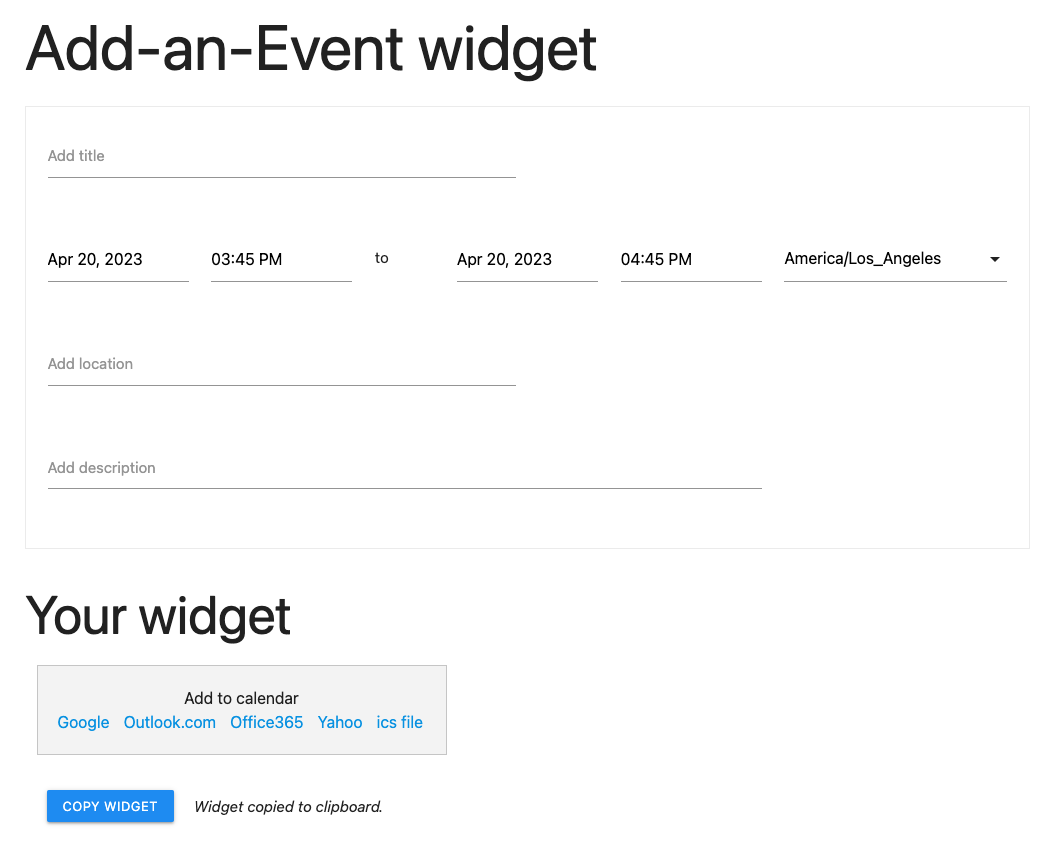 Add-an-Event widget
Add title
Apr 20, 2023 03:45 PM to Apr 20, 2023 04:45 PM America/Los_Angeles
Add location
Add description
Your widget
Add to calendar
Google Outlook.com Office365 Yahoo ics file
COPY WIDGET Widget copied to clipboard.